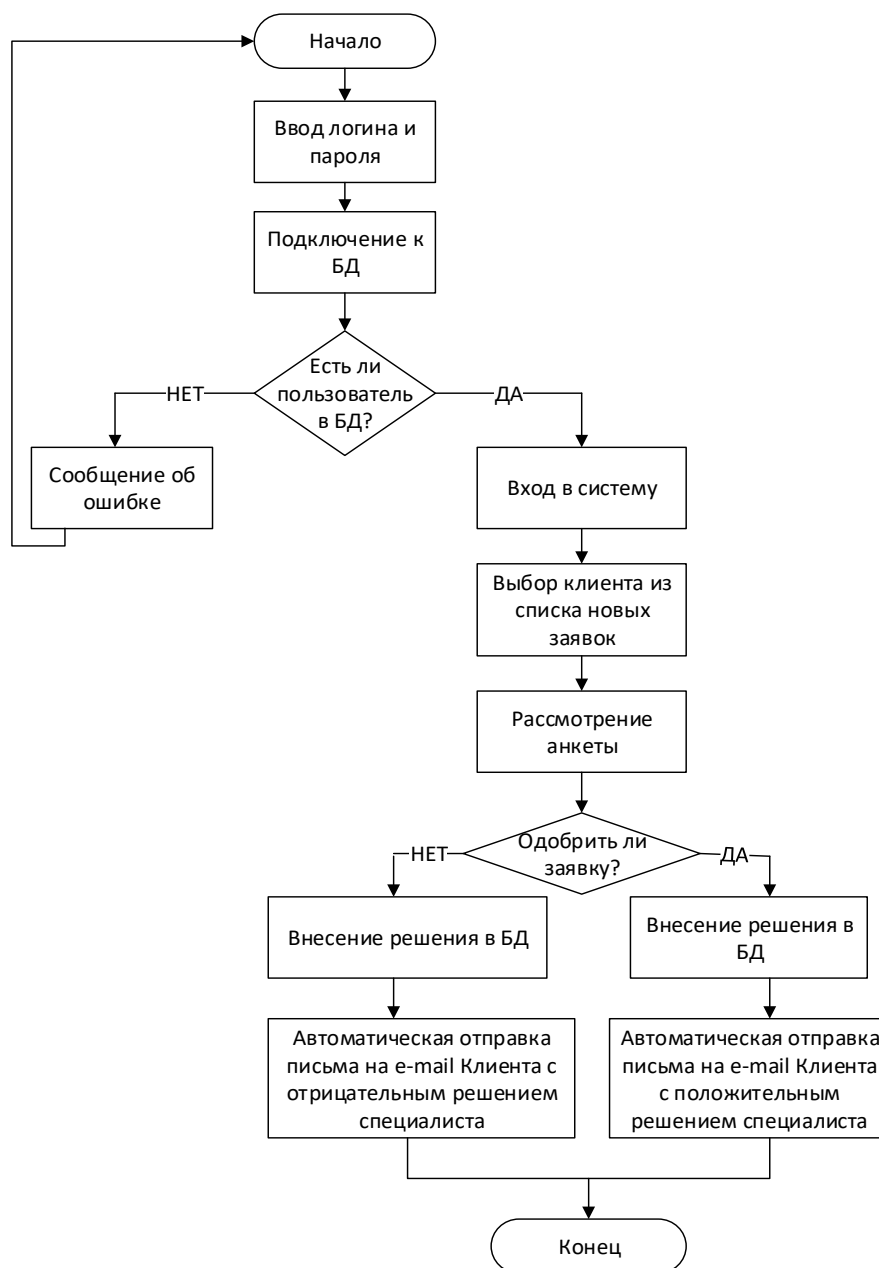 Начало
Ввод логина и
пароля
Подключение к
БД
Есть ли
пользователь
в БД?
НЕТ
ДА
Сообщение об
ошибке
Вход в систему
Выбор клиента из
списка новых
заявок
Рассмотрение
анкеты
Одобрить ли
заявку?
НЕТ
ДА
Внесение решения в БД
Внесение решения в
БД
Автоматическая отправка
письма на e-mail Клиента с
отрицательным решением
специалиста
Автоматическая отправка
письма на e-mail Клиента
с положительным
решением специалиста
Конец